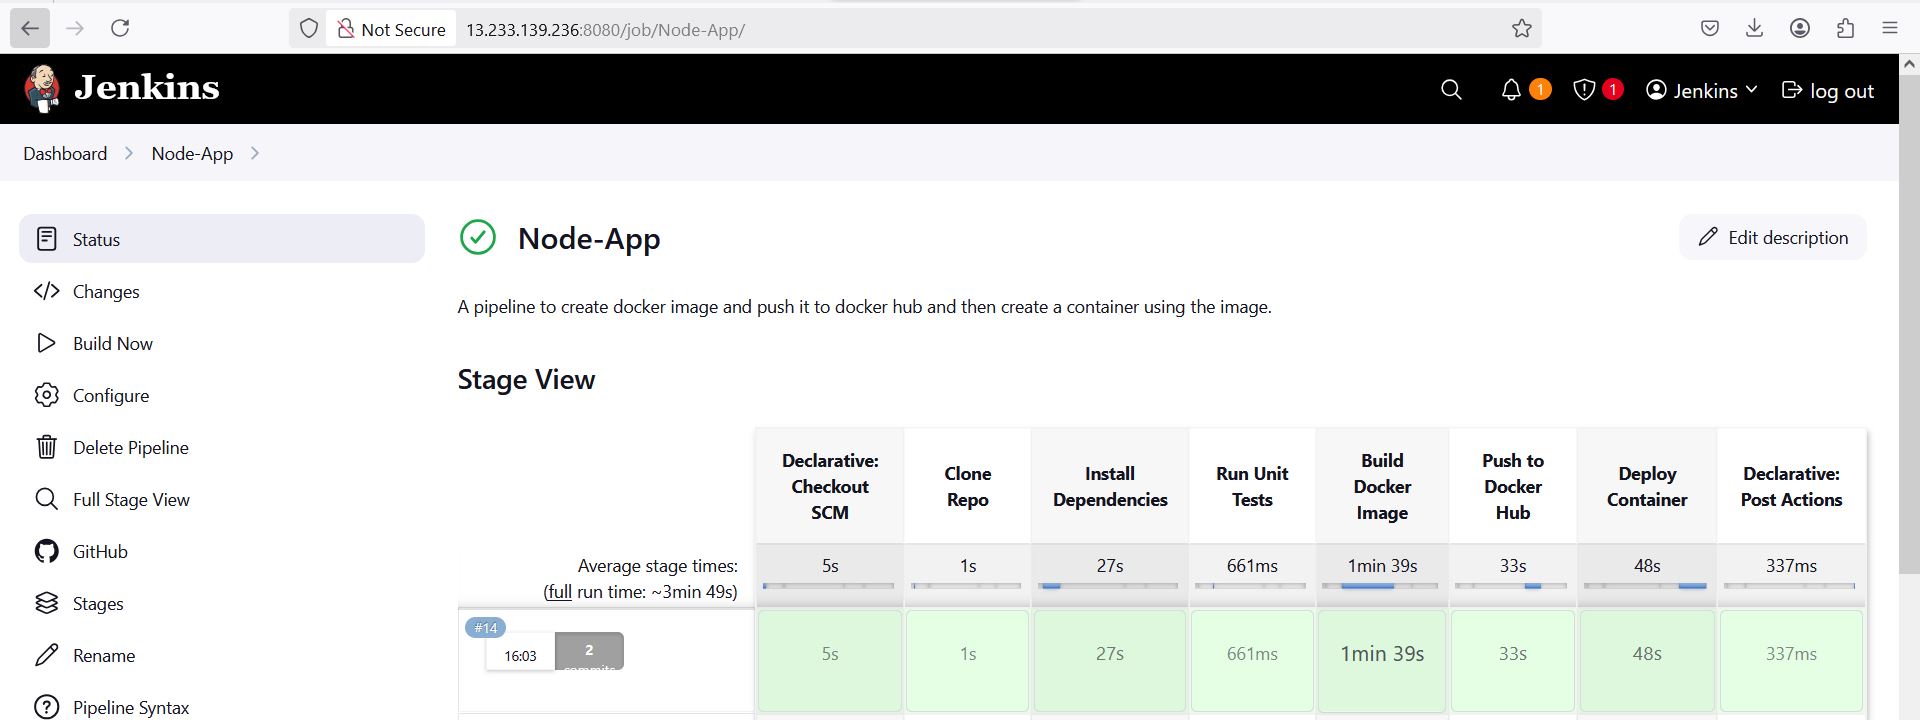 Not Secure
13.233.139.236:8080/job/Node-App/
Jenkins
1
1
Jenkins
log out
Dashboard
Node-App
Status
Changes
Build Now
Configure
Delete Pipeline
Full Stage View
GitHub
Stages
Rename
Pipeline Syntax
Node-App
Edit description
A pipeline to create docker image and push it to docker hub and then create a container using the image.
Stage View
Declarative:
Checkout
SCM
Clone
Repo
Install
Dependencies
Run Unit
Tests
Build
Docker
Image
Push to
Docker
Hub
Deploy
Container
Declarative:
Post Actions
Average stage times:
(full run time: ~3min 49s)
5s
1s
27s
661ms
1min 39s
33s
48s
337ms
#14
16:03
2
commits
5s
1s
27s
661ms
1min 39s
33s
48s
337ms